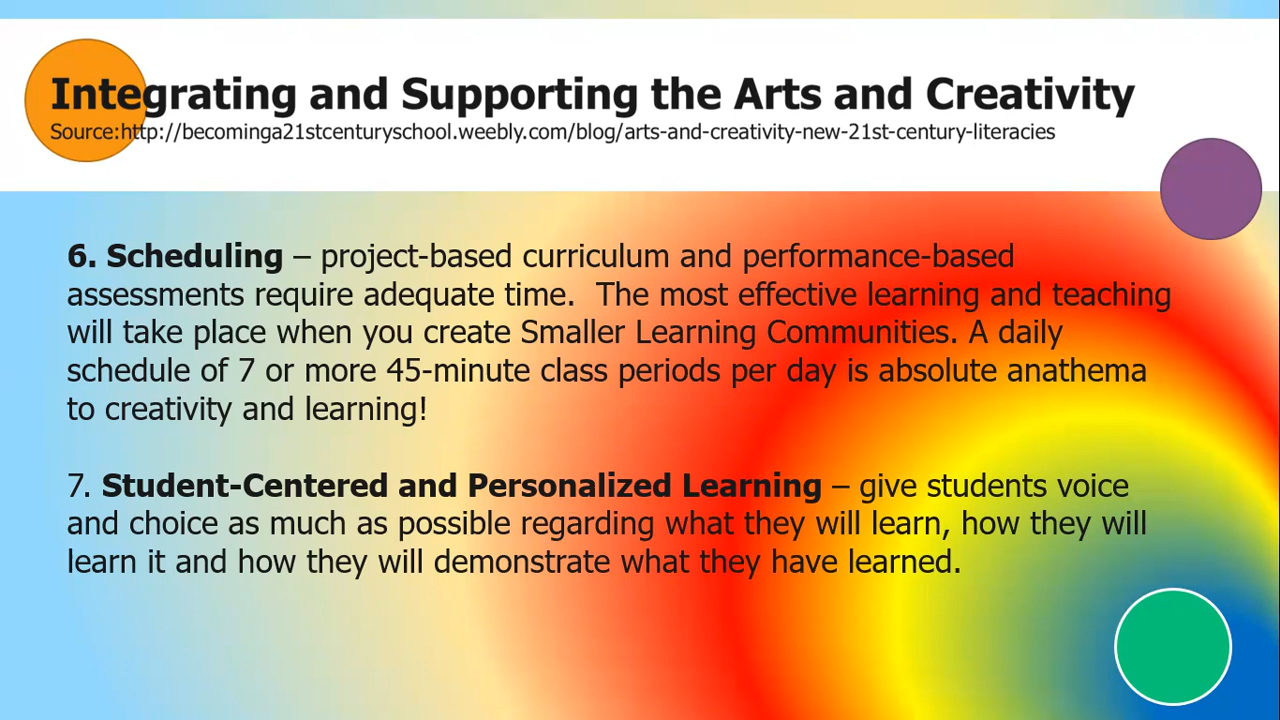 Integrating and Supporting the Arts and Creativity
Source:http://becominga21stcenturyschool.weebly.com/blog/arts-and-creativity-new-21st-century-literacies
6. Scheduling – project-based curriculum and performance-based
assessments require adequate time.  The most effective learning and teaching
will take place when you create Smaller Learning Communities. A daily
schedule of 7 or more 45-minute class periods per day is absolute anathema
to creativity and learning!
7. Student-Centered and Personalized Learning – give students voice
and choice as much as possible regarding what they will learn, how they will
learn it and how they will demonstrate what they have learned.